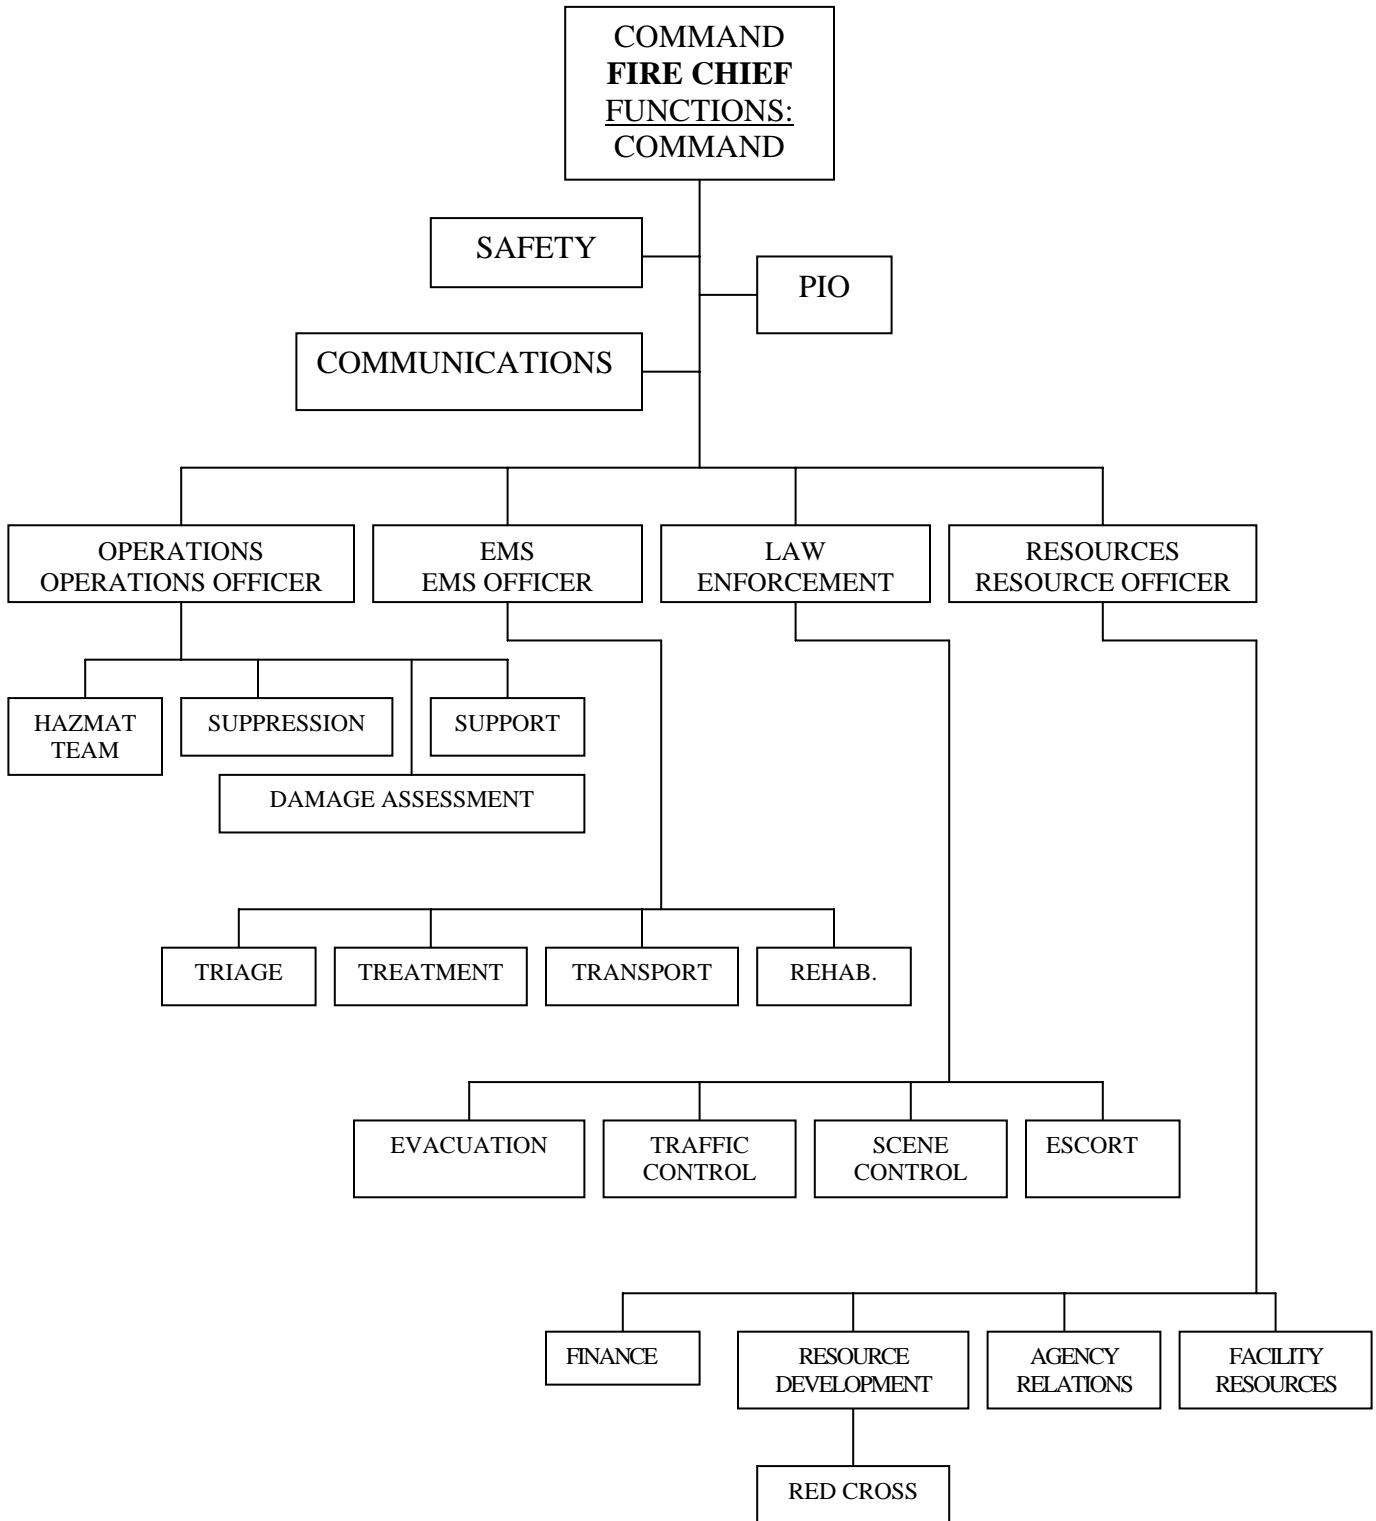 COMMAND
FIRE CHIEF
FUNCTIONS:
COMMAND
SAFETY
PIO
COMMUNICATIONS
OPERATIONS
OPERATIONS OFFICER
EMS
EMS OFFICER
LAW
ENFORCEMENT
RESOURCES
RESOURCE OFFICER
HAZMAT
TEAM
SUPPRESSION
SUPPORT
DAMAGE ASSESSMENT
TRIAGE
TREATMENT
TRANSPORT
REHAB.
EVACUATION
TRAFFIC
CONTROL
SCENE
CONTROL
ESCORT
FINANCE
RESOURCE
DEVELOPMENT
AGENCY
RELATIONS
FACILITY
RESOURCES
RED CROSS